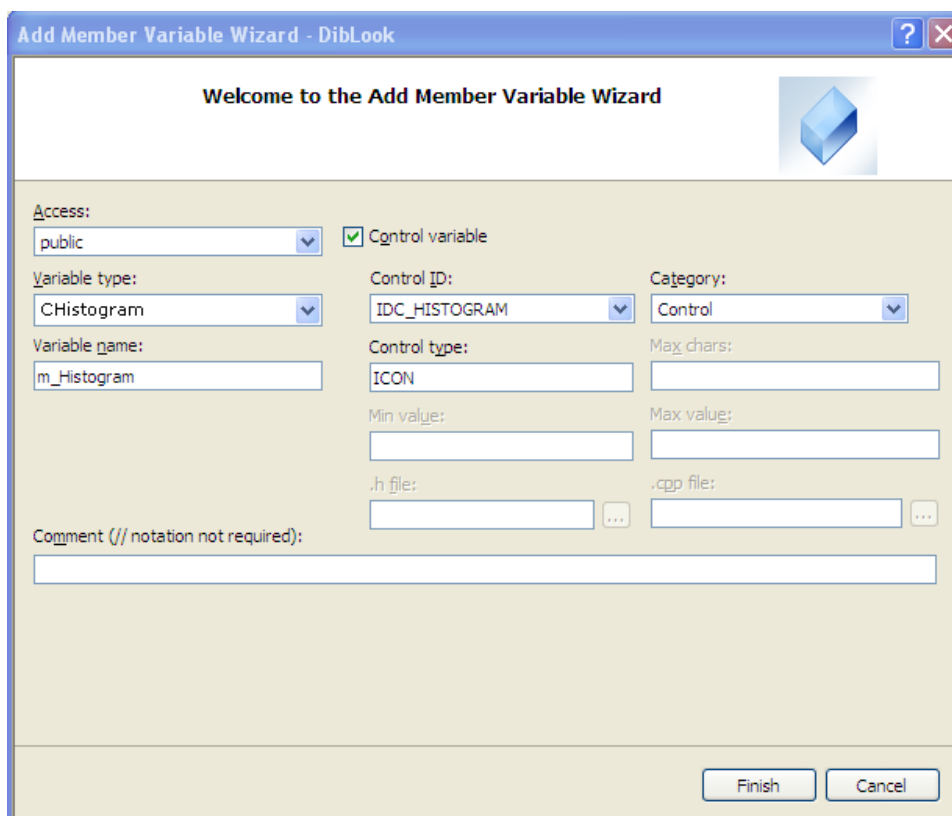 Add Member Variable Wizard - DibLook
?
Welcome to the Add Member Variable Wizard
Access:
public
Control variable
Variable type:
Control ID:
Category:
CHistogram
IDC_HISTOGRAM
Control
Variable name:
Control type:
Max chars:
m_Histogram
ICON
Min value:
Max value:
.h file:
.cpp file:
...
...
Comment (// notation not required):
Finish
Cancel